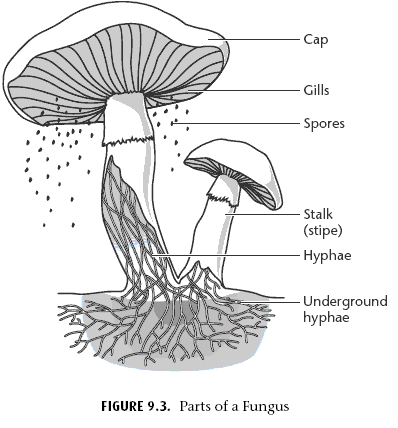 Cap
Gills
Spores
Stalk
(stipe)
Hyphae
Underground
hyphae
FIGURE 9.3. Parts of a Fungus